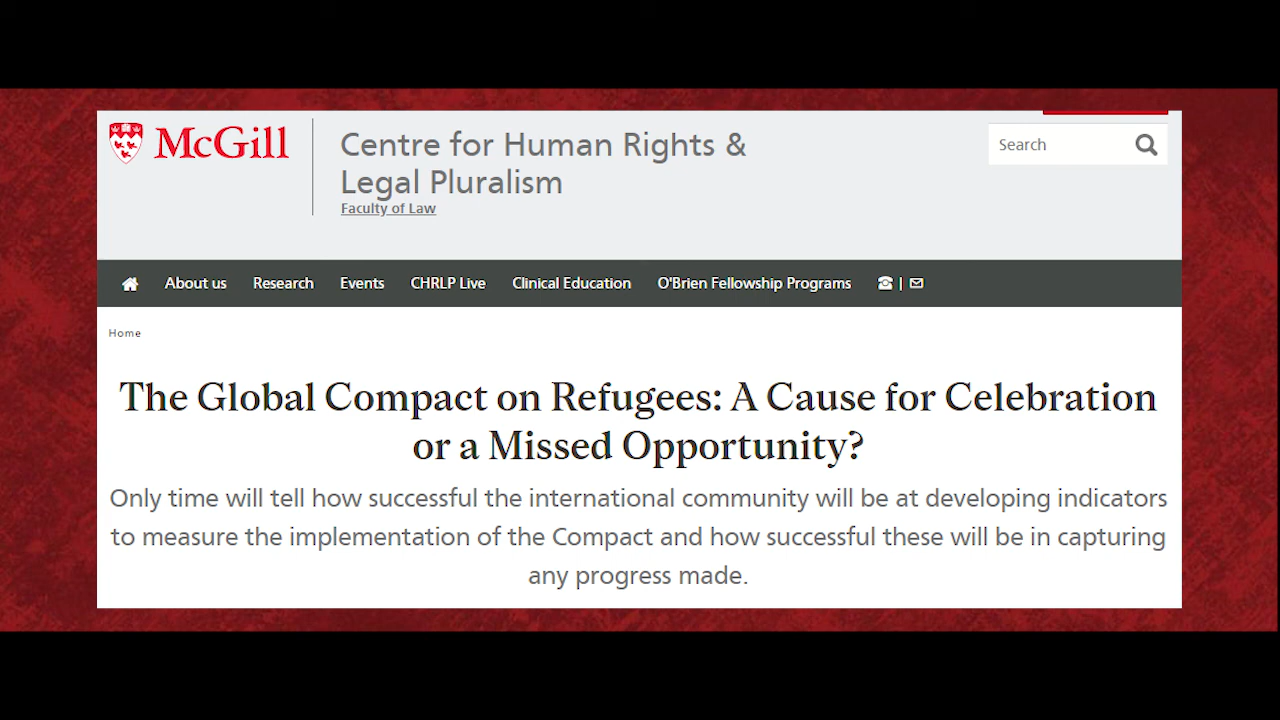 McGill
Centre for Human Rights &
Legal Pluralism
Faculty of Law
Search
About us Research Events CHRLP Live Clinical Education O'Brien Fellowship Programs |
Home
The Global Compact on Refugees: A Cause for Celebration
or a Missed Opportunity?
Only time will tell how successful the international community will be at developing indicators
to measure the implementation of the Compact and how successful these will be in capturing
any progress made.